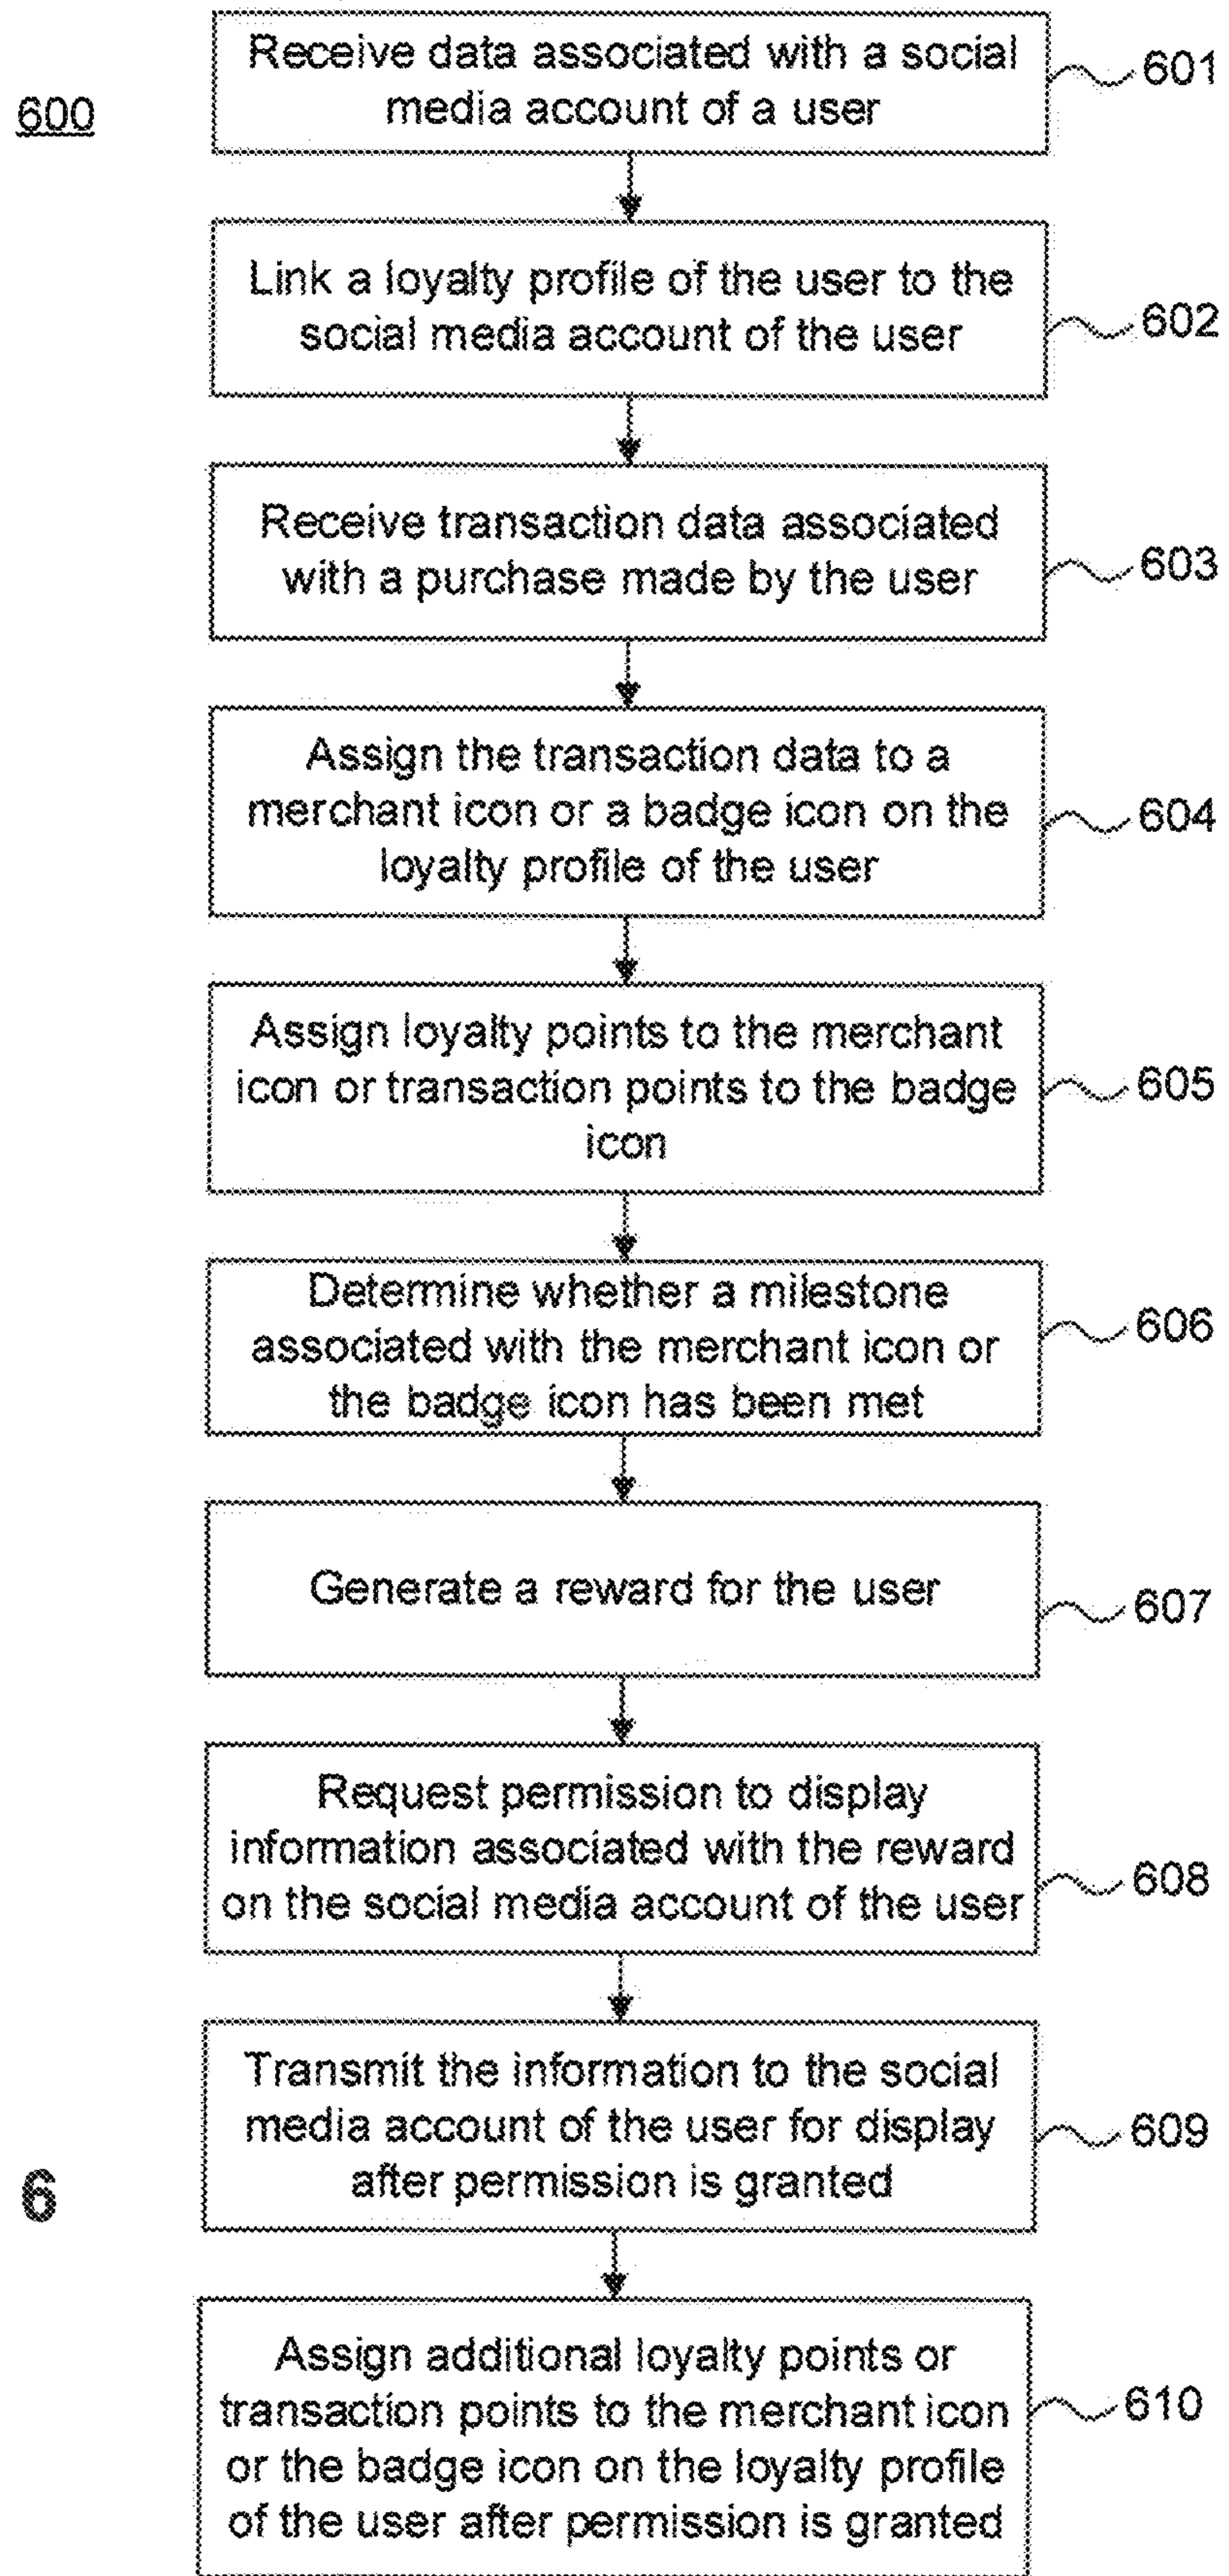 600
Receive data associated with a social
media account of a user
601
Link a loyalty profile of the user to the
social media account of the user
602
Receive transaction data associated
with a purchase made by the user
603
Assign the transaction data to a
merchant icon or a badge icon on the
loyalty profile of the user
604
Assign loyalty points to the merchant
icon or transaction points to the badge
icon
605
Determine whether a milestone
associated with the merchant icon or
the badge icon has been met
606
Generate a reward for the user
607
Request permission to display
information associated with the reward
on the social media account of the user
608
Transmit the information to the social
media account of the user for display
after permission is granted
609
6
Assign additional loyalty points or
transaction points to the merchant icon
or the badge icon on the loyalty profile
of the user after permission is granted
610